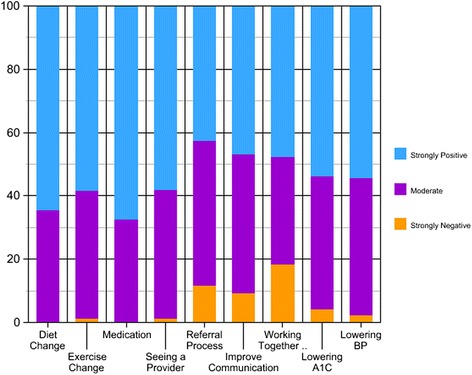 100
80
60
40
20
0
Strongly Positive
Moderate
Strongly Negative
Diet
Change
Exercise
Change
Medication
Seeing a
Provider
Referral
Process
Improve
Communication
Working
Together ..
Lowering
A1C
Lowering
BP